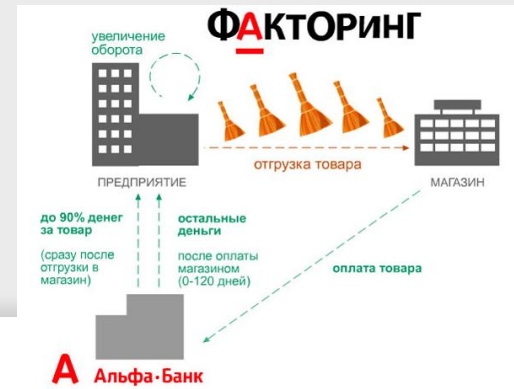 ФАКТОРИНГ
увеличение
оборота
отгрузка товара
ПРЕДПРИЯТИЕ
МАГАЗИН
до 90% денег
за товар
(сразу после
отгрузки в
магазин)
остальные
деньги
после оплаты
магазином
(0-120 дней)
оплата товара
А Альфа·Банк